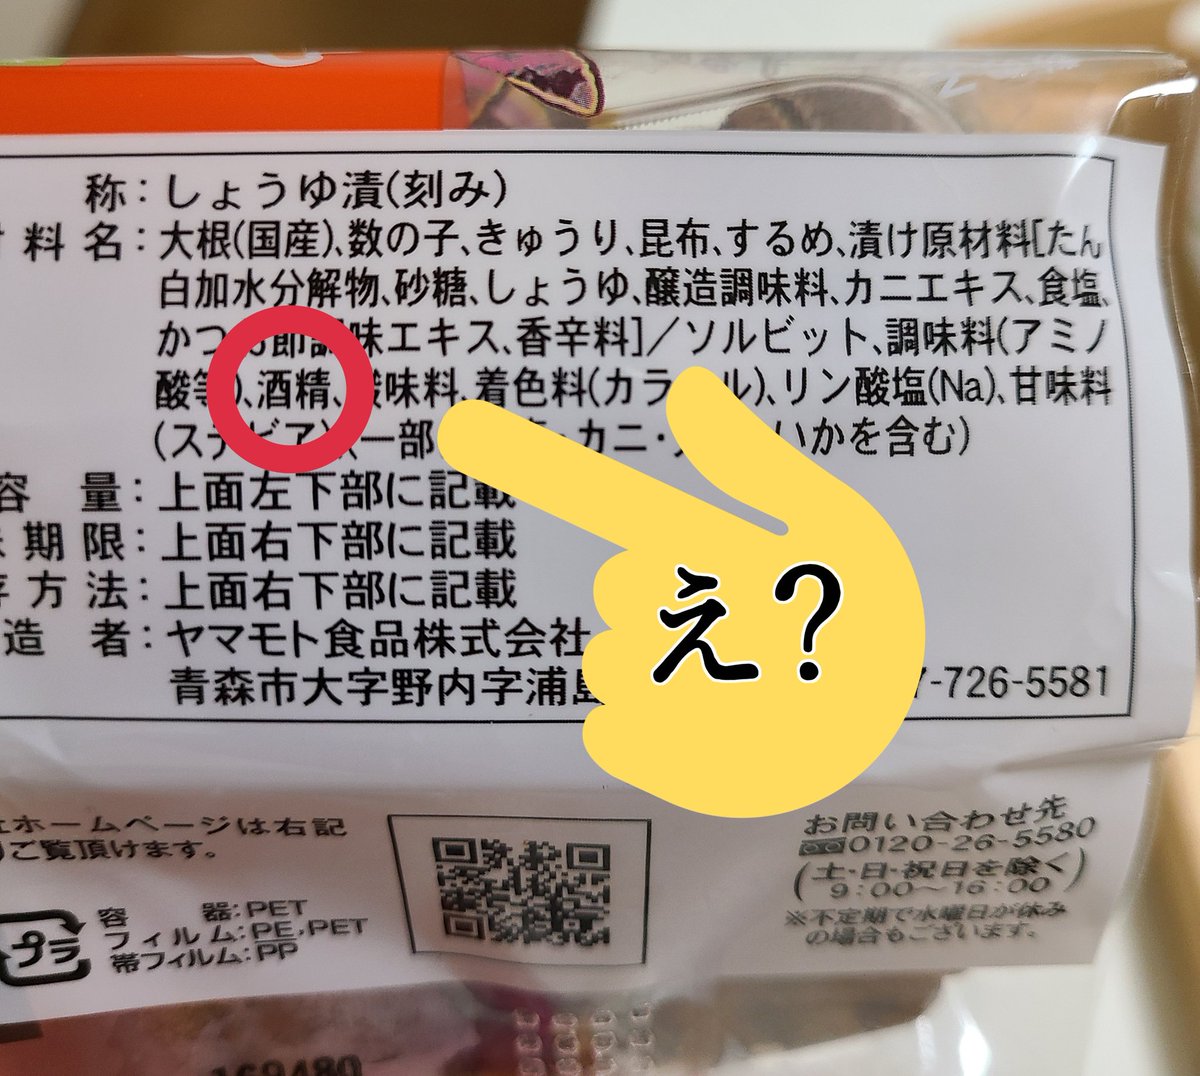 称：しょうゆ漬(刻み)
料名：大根(国産)、数の子、きゅうり、昆布、するめ、漬け原材料[たん
白加水分解物、砂糖、しょうゆ、醸造調味料、カニエキス、食塩、
かつ 節調味エキス、香辛料]／ソルビット、調味料(アミノ
酸等)、酒精、酸味料、着色料(カラ ル)、リン酸塩(Na)、甘味料
(ステビア)、(一部 ・カニ・ いかを含む)
容量：上面左下部に記載
期限：上面右下部に記載
方法：上面右下部に記載
造者：ヤマモト食品株式会社
青森市大字野内字浦島 7-726-5581
え？
ホームページは右記
ご覧頂けます。
プラ
容器：PET
フィルム：PE、PET
帯フィルム：PP
お問い合わせ先
0120-26-5580
(土・日・祝日を除く)
9：00〜16：00
※不定期で水曜日が休み
の場合もございます。
169480